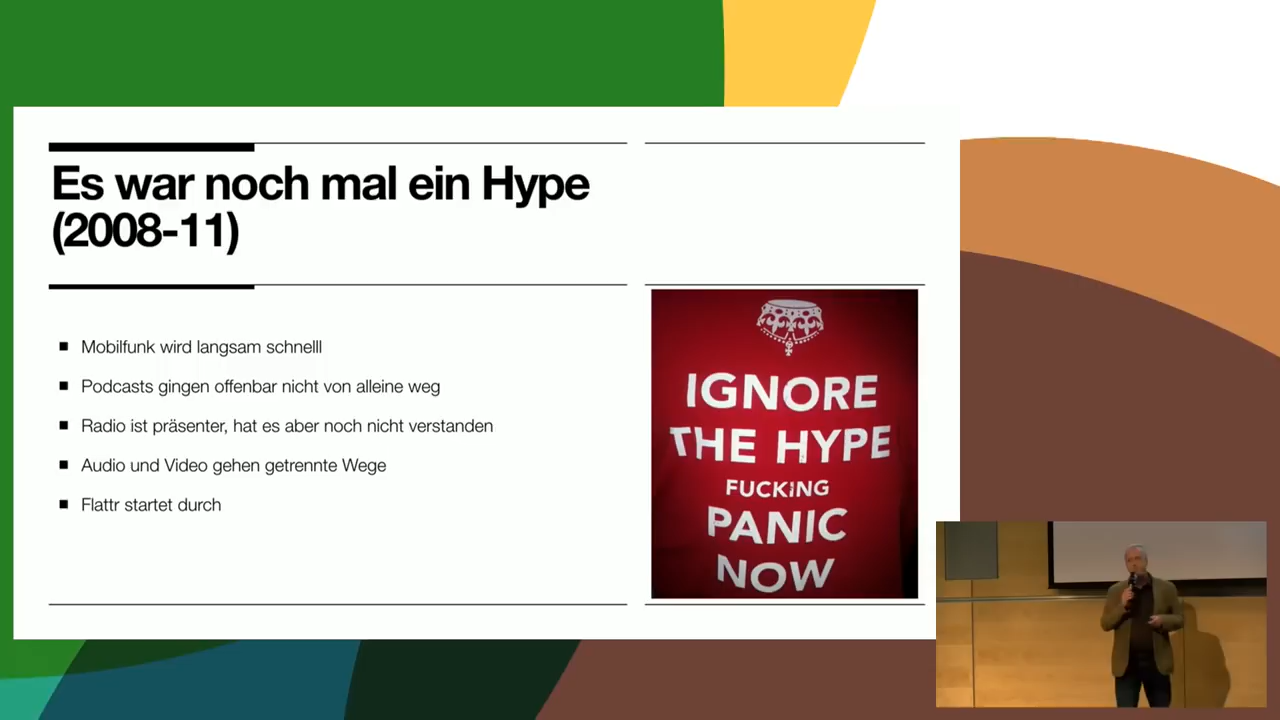 Es war noch mal ein Hype
(2008-11)
Mobilfunk wird langsam schnelll
Podcasts gingen offenbar nicht von alleine weg
Radio ist präsenter, hat es aber noch nicht verstanden
Audio und Video gehen getrennte Wege
Flattr startet durch
IGNORE
THE HYPE
FUCKING
PANIC
NOW